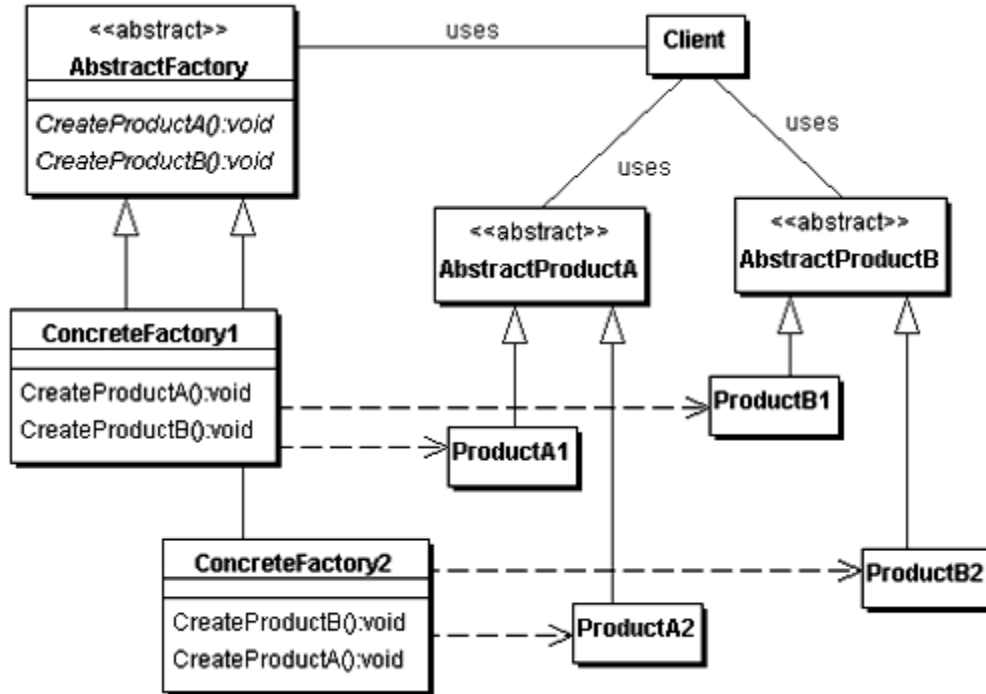 <<abstract>>
AbstractFactory
CreateProductA():void
CreateProductB():void
uses
Client
uses
uses
<<abstract>>
AbstractProductA
<<abstract>>
AbstractProductB
ConcreteFactory1
CreateProductA():void
CreateProductB():void
ProductB1
ProductA1
ConcreteFactory2
CreateProductB():void
CreateProductA():void
ProductB2
ProductA2